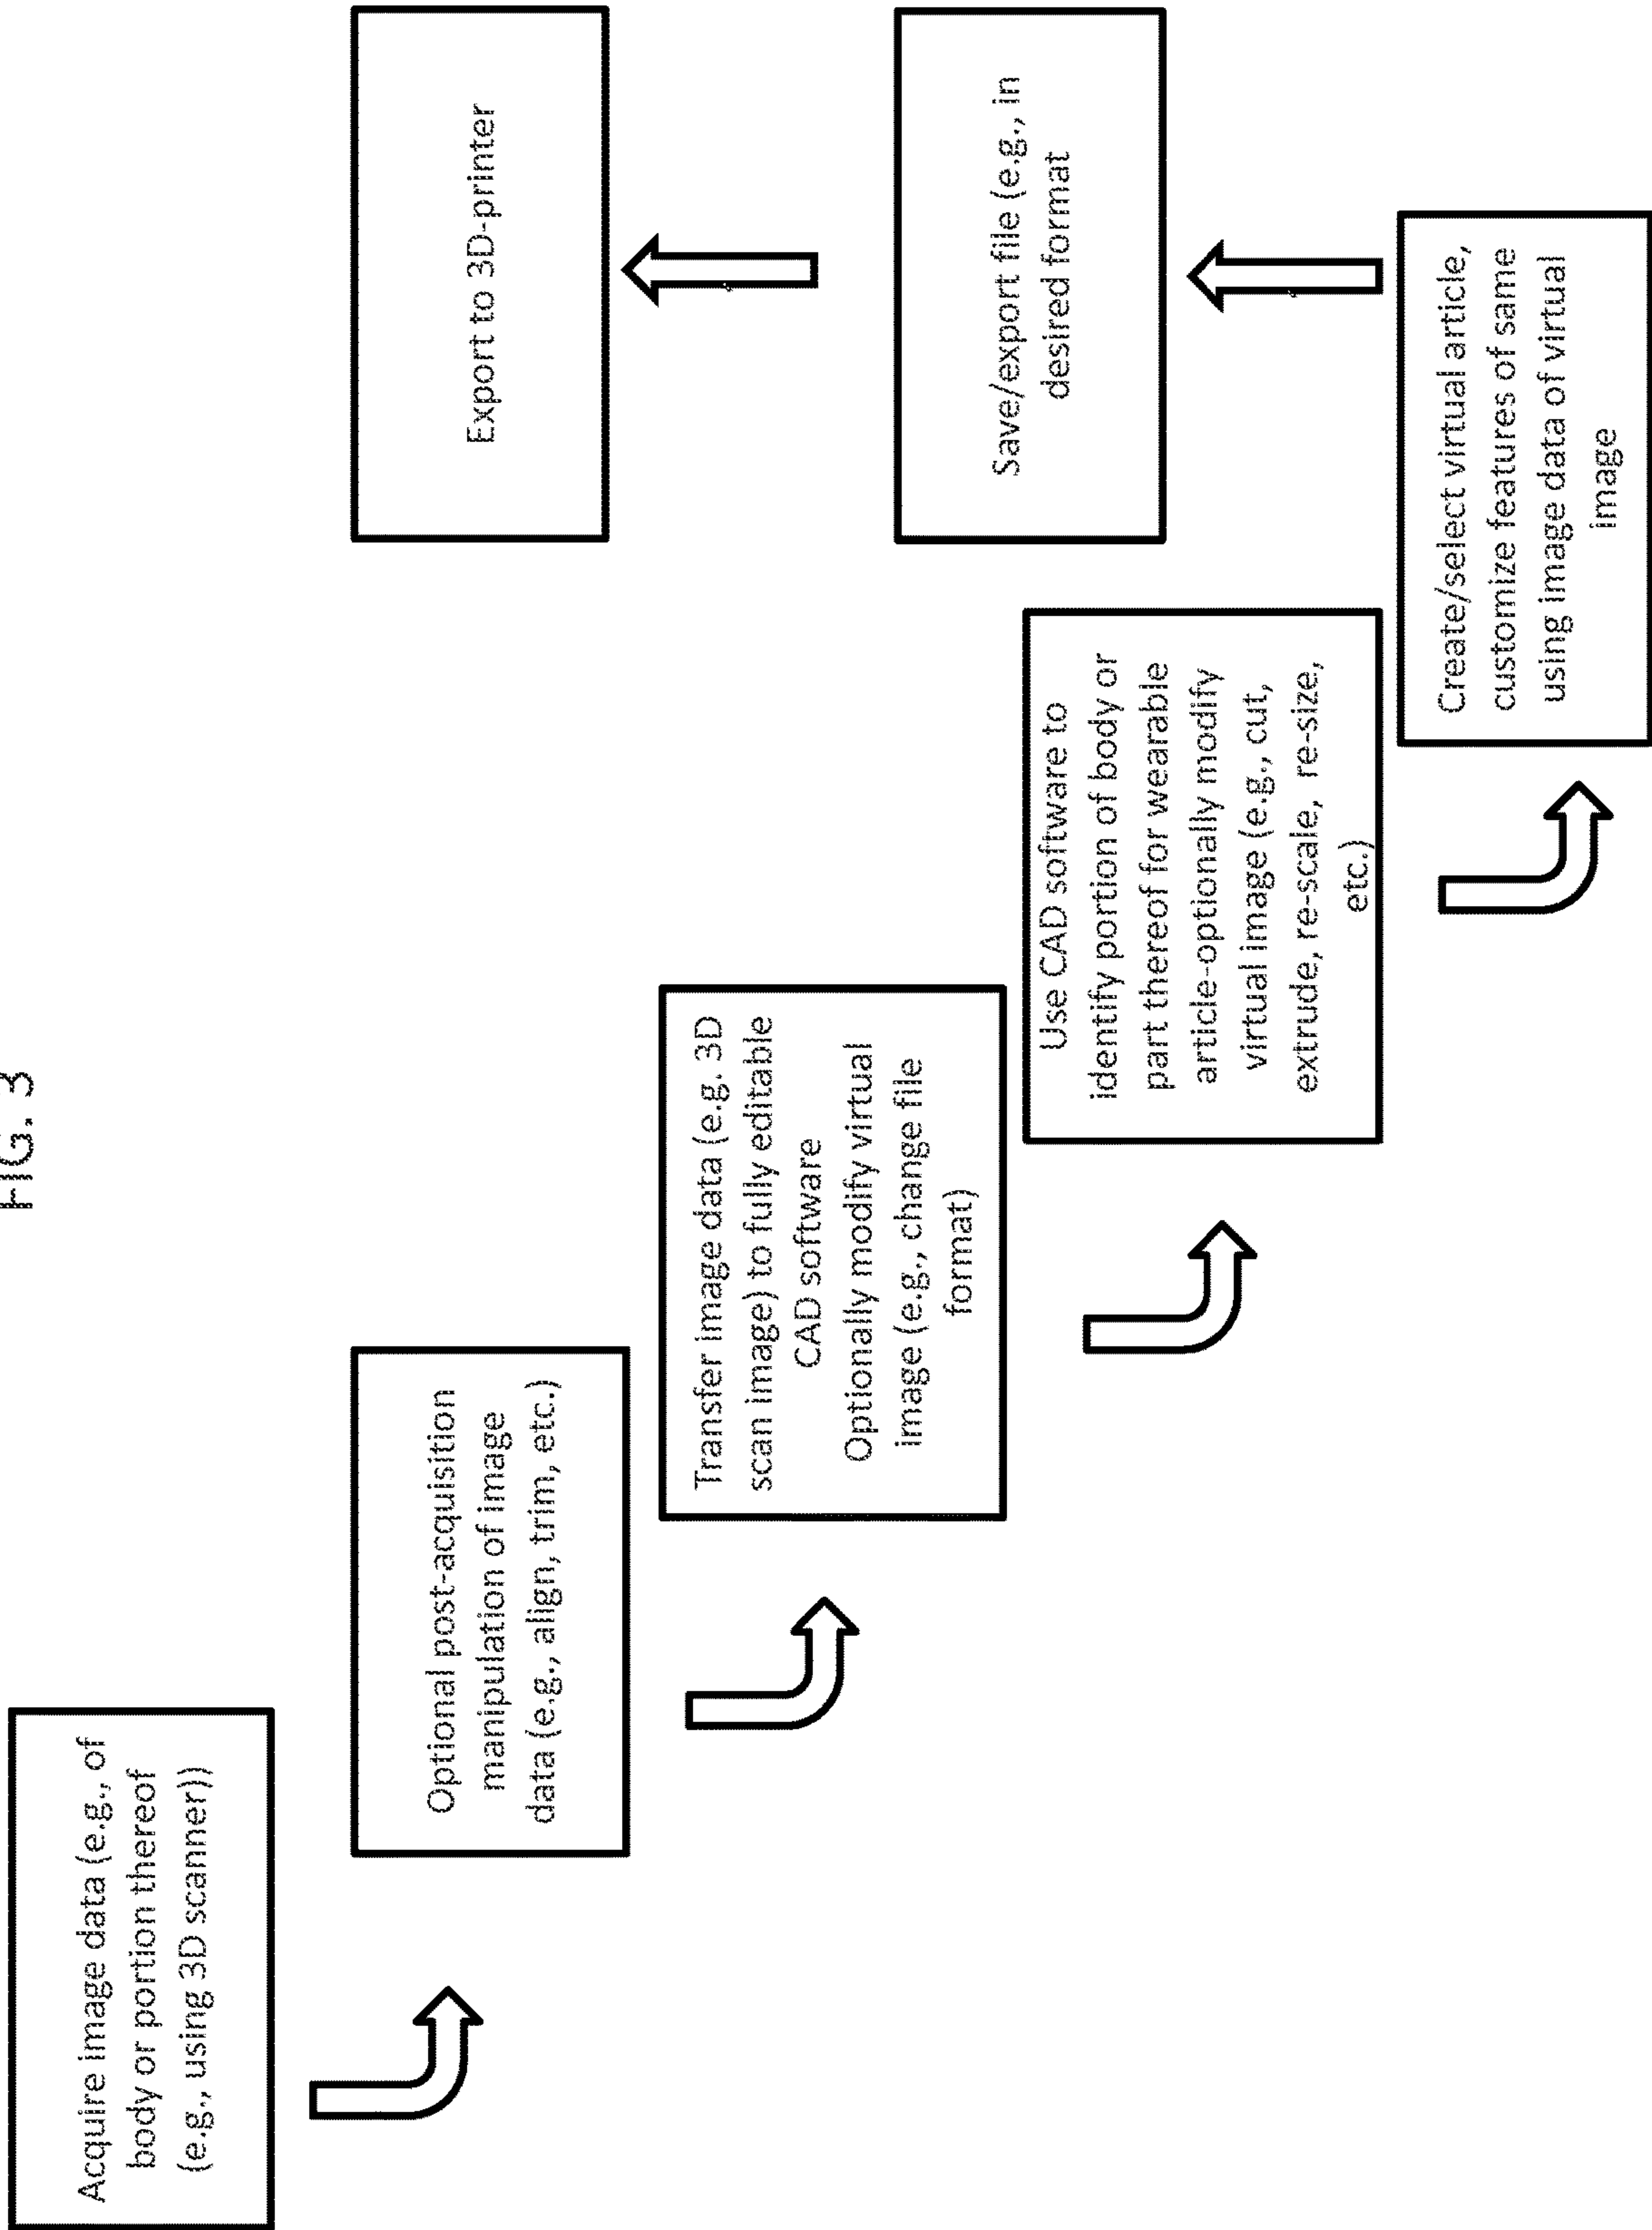 FIG. 3
Acquire image data (e.g., of
body or portion thereof
(e.g., using 3D scanner))
Optional post-acquisition
manipulation of image
data (e.g., align, trim, etc.)
Transfer image data (e.g. 3D
scan image) to fully editable
CAD software
Optionally modify virtual
image (e.g., change file
format)
Use CAD software to
identify portion of body or
part thereof for wearable
article-optionally modify
virtual image (e.g., cut,
extrude, re-scale, re-size,
etc.)
Create/select virtual article,
customize features of same
using image data of virtual
image
Save/export file (e.g., in
desired format
Export to 3D-printer